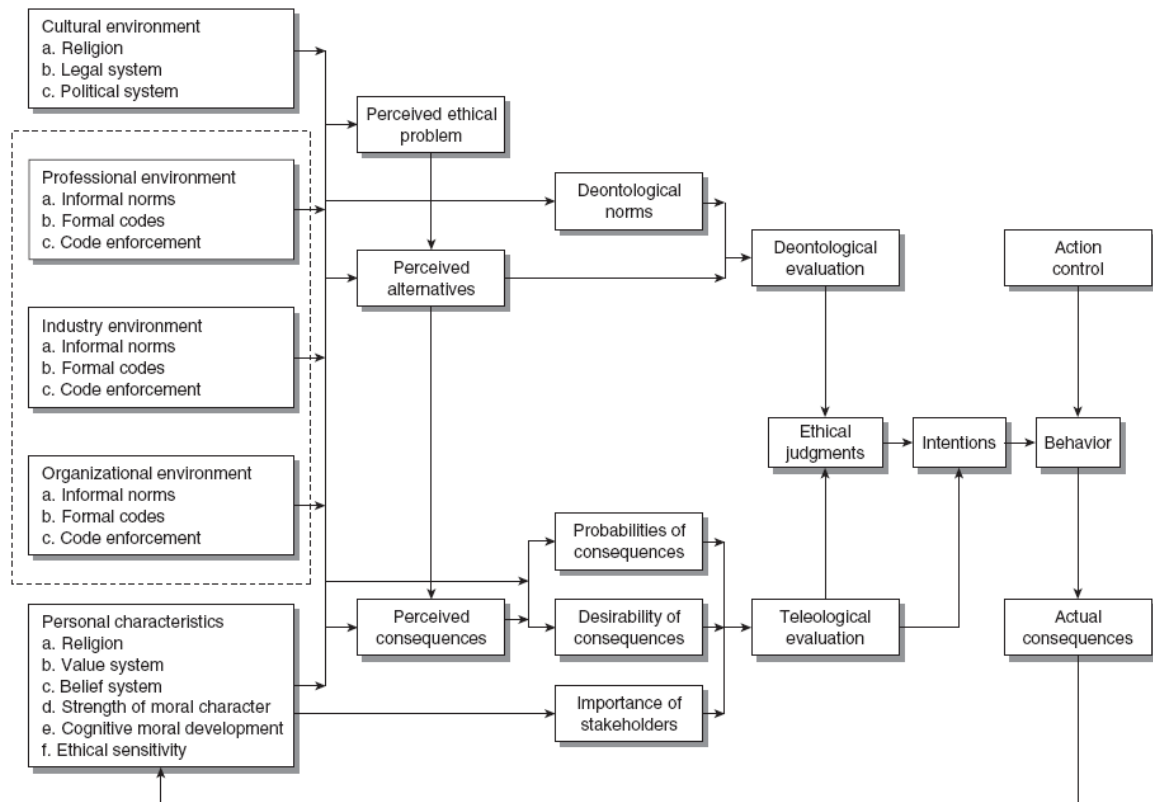 Cultural environment
a. Religion
b. Legal system
c. Political system
Professional environment
a. Informal norms
b. Formal codes
c. Code enforcement
Industry environment
a. Informal norms
b. Formal codes
c. Code enforcement
Organizational environment
a. Informal norms
b. Formal codes
c. Code enforcement
Personal characteristics
a. Religion
b. Value system
c. Belief system
d. Strength of moral character
e. Cognitive moral development
f. Ethical sensitivity
Perceived ethical
problem
Perceived
alternatives
Perceived
consequences
Deontological
norms
Probabilities of
consequences
Desirability of
consequences
Importance of
stakeholders
Deontological
evaluation
Ethical
judgments
Teleological
evaluation
Intentions
Action
control
Behavior
Actual
consequences